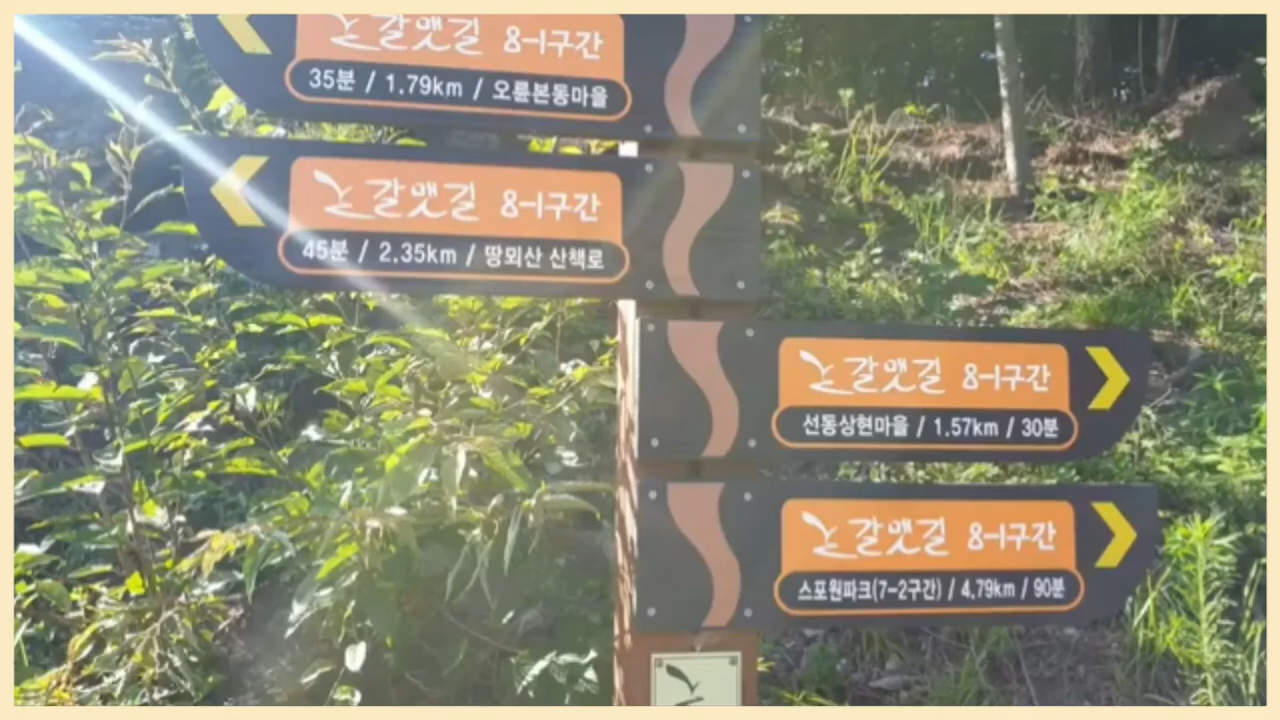 갈맷길 8-1구간
35분 / 1.79km / 오륜본동마을
갈맷길 8-1구간
45분 / 2.35km / 땅뫼산 산책로
갈맷길 8-1구간
선동상현마을 / 1.57km / 30분
갈맷길 8-1구간
스포원파크(7-2구간) / 4.79km / 90분